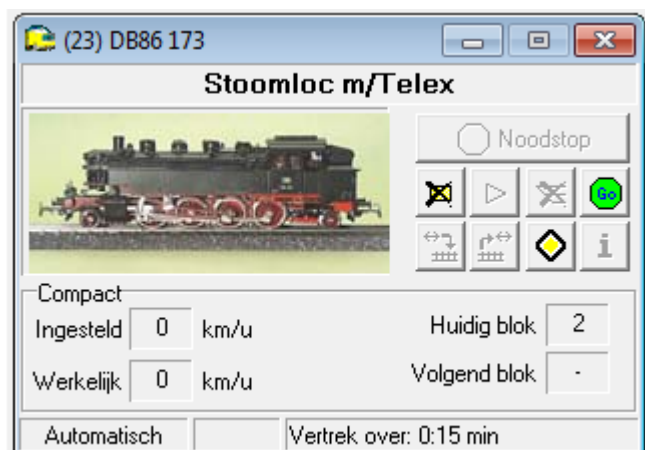 (23) DB86 173
Stoomloc m/Telex
Noodstop
Go
i
Compact
Ingesteld 0 km/u
Huidig blok 2
Werkelijk 0 km/u
Volgend blok -
Automatisch
Vertrek over: 0:15 min